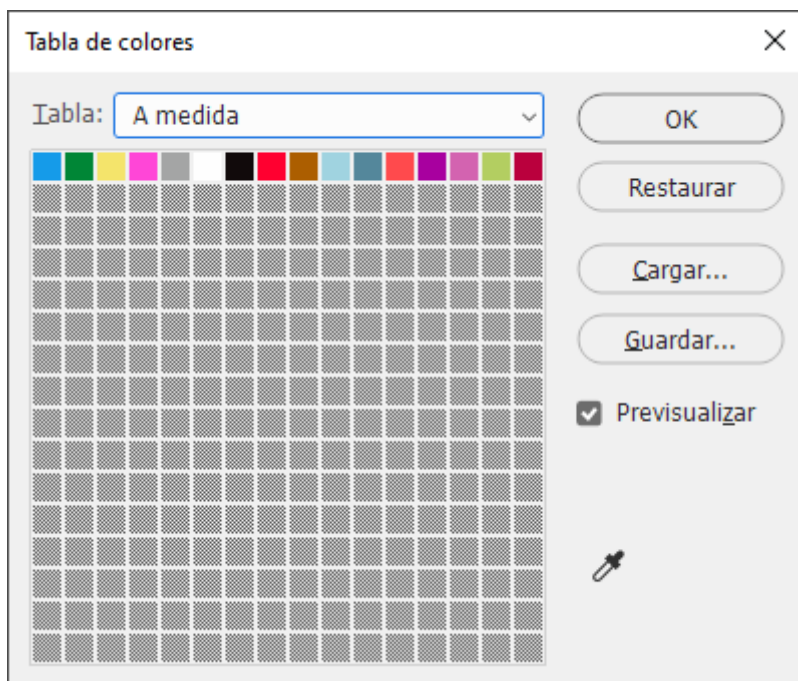 Tabla de colores
Tabla: A medida
OK
Restaurar
Cargar...
Guardar...
Previsualizar